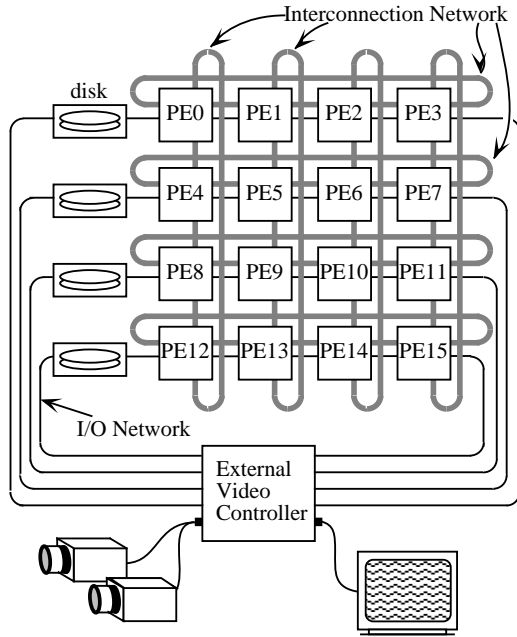 Interconnection Network
disk
PE0 PE1 PE2 PE3
PE4 PE5 PE6 PE7
PE8 PE9 PE10 PE11
PE12 PE13 PE14 PE15
I/O Network
External
Video
Controller